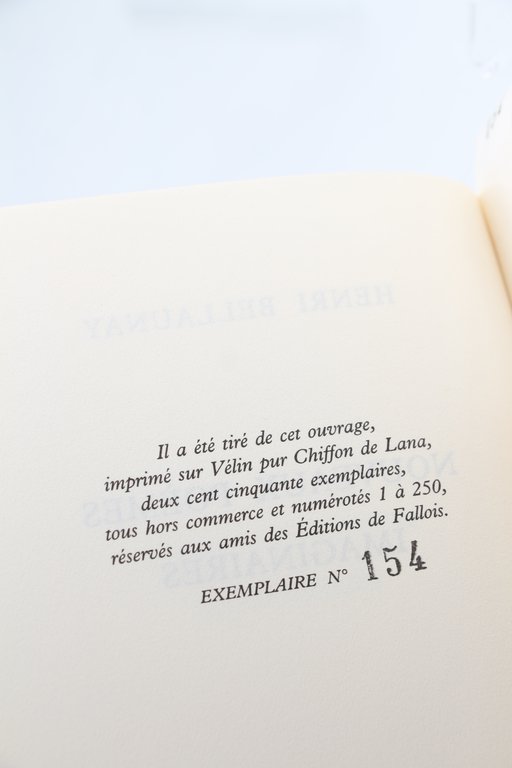 Il a été tiré de cet ouvrage,
imprimé sur Vélin pur Chiffon de Lana,
deux cent cinquante exemplaires,
tous hors commerce et numérotés 1 à 250,
réservés aux amis des Éditions de Fallois.
EXEMPLAIRE N° 154